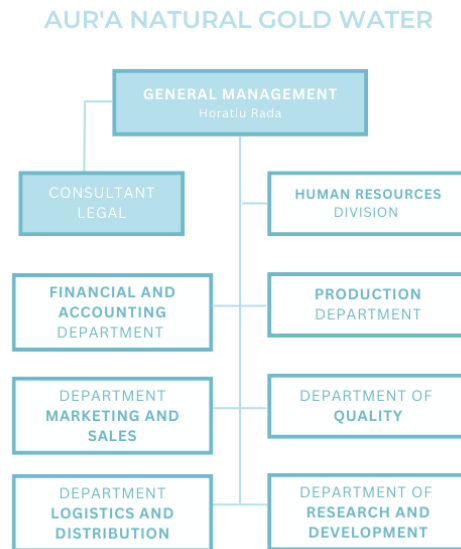 AUR'A NATURAL GOLD WATER
GENERAL MANAGEMENT
Horatiu Rada
CONSULTANT
LEGAL
HUMAN RESOURCES
DIVISION
FINANCIAL AND
ACCOUNTING
DEPARTMENT
PRODUCTION
DEPARTMENT
DEPARTMENT
MARKETING AND
SALES
DEPARTMENT OF
QUALITY
DEPARTMENT
LOGISTICS AND
DISTRIBUTION
DEPARTMENT OF
RESEARCH AND
DEVELOPMENT